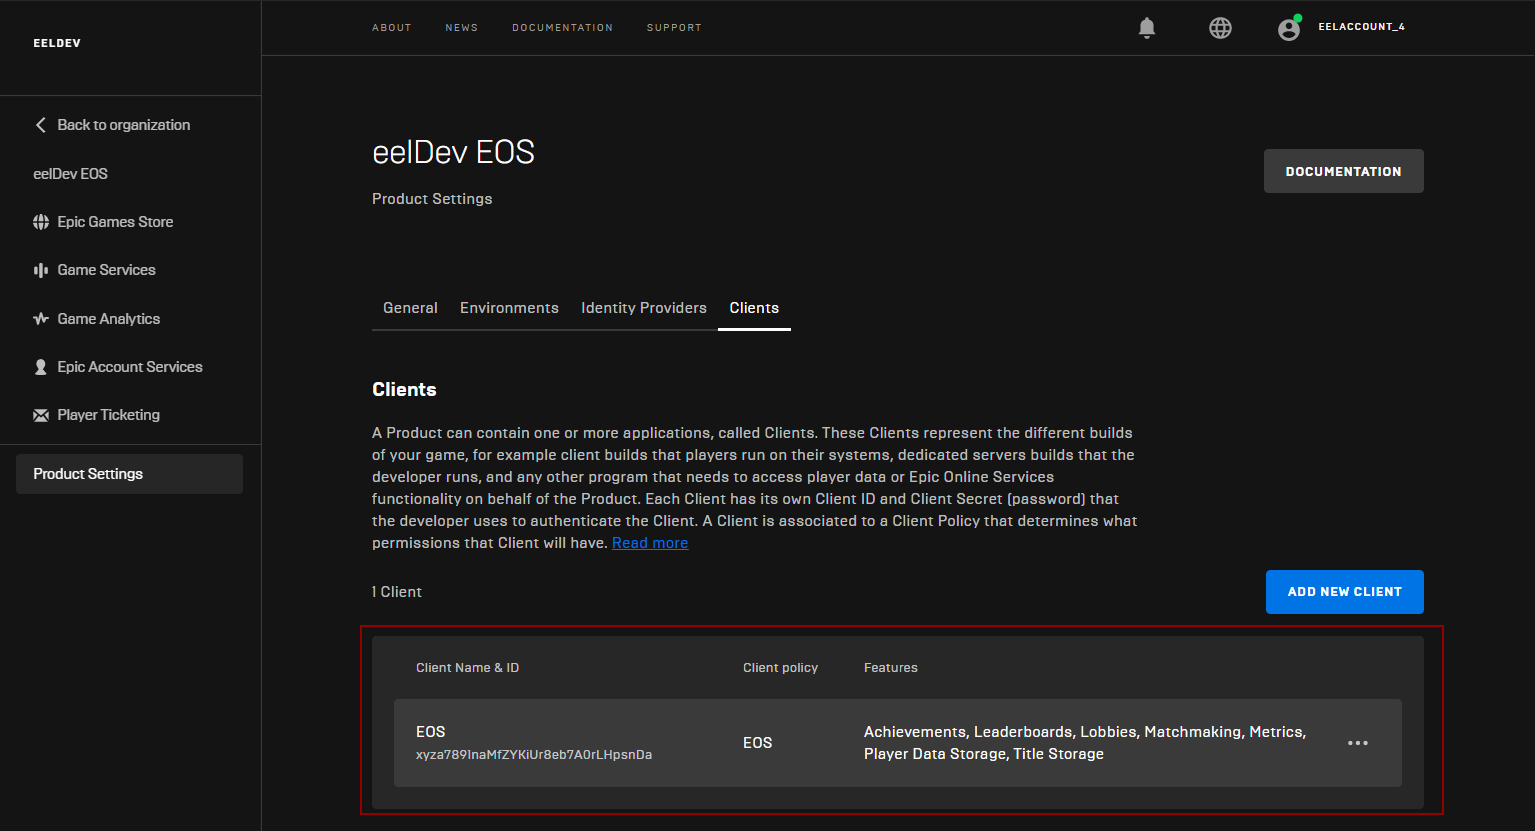 EELDEV
ABOUT NEWS DOCUMENTATION SUPPORT
EELACCOUNT_4
Back to organization
eelDev EOS
Epic Games Store
Game Services
Game Analytics
Epic Account Services
Player Ticketing
Product Settings
eelDev EOS
DOCUMENTATION
Product Settings
General Environments Identity Providers Clients
Clients
A Product can contain one or more applications, called Clients. These Clients represent the different builds
of your game, for example client builds that players run on their systems, dedicated servers builds that the
developer runs, and any other program that needs to access player data or Epic Online Services
functionality on behalf of the Product. Each Client has its own Client ID and Client Secret (password) that
the developer uses to authenticate the Client. A Client is associated to a Client Policy that determines what
permissions that Client will have. Read more
1 Client
ADD NEW CLIENT
Client Name & ID Client policy Features
EOS
xyza7891naMfZYKiUr8eb7A0rLHpsnDa
EOS
Achievements, Leaderboards, Lobbies, Matchmaking, Metrics,
Player Data Storage, Title Storage